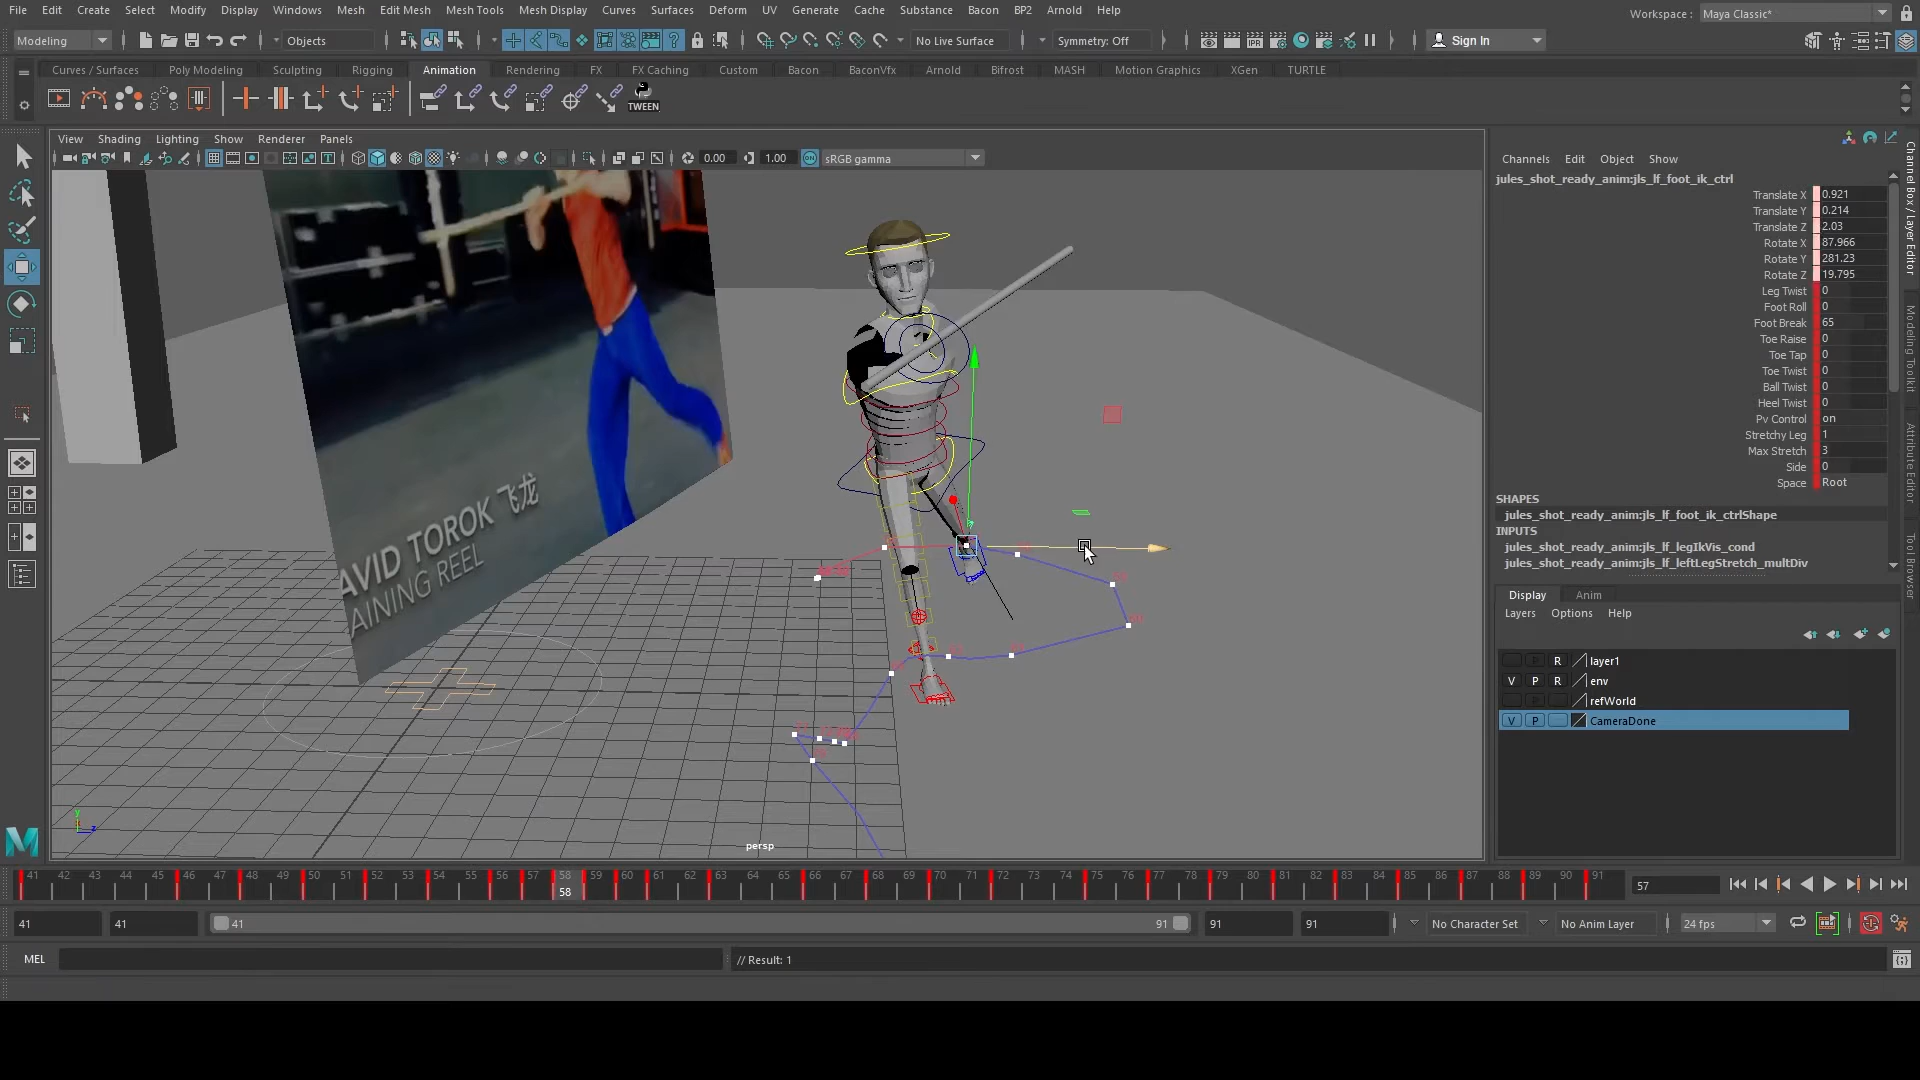 File Edit Create Select Modify Display Windows Mesh Edit Mesh Mesh Tools Mesh Display Curves Surfaces Deform UV Generate Cache Substance Bacon BP2 Arnold Help
Workspace : Maya Classic*
Modeling Objects No Live Surface Symmetry: Off Sign In
Curves / Surfaces Poly Modeling Sculpting Rigging Animation Rendering FX FX Caching Custom Bacon BaconVfx Arnold Bifrost MASH Motion Graphics XGen TURTLE
TWEEN
View Shading Lighting Show Renderer Panels
0.00 1.00 sRGB gamma
AVID TOROK 飞龙
AINING REEL
persp
Channels Edit Object Show
jules_shot_ready_anim:jls_lf_foot_ik_ctrl
Translate X 0.921
Translate Y 0.214
Translate Z 2.03
Rotate X 87.966
Rotate Y 281.23
Rotate Z 19.795
Leg Twist 0
Foot Roll 0
Foot Break 65
Toe Raise 0
Toe Tap 0
Toe Twist 0
Ball Twist 0
Heel Twist 0
Pv Control on
Stretchy Leg 1
Max Stretch 3
Side 0
Space Root
SHAPES
jules_shot_ready_anim:jls_lf_foot_ik_ctrlShape
INPUTS
jules_shot_ready_anim:jls_lf_legIkVis_cond
jules_shot_ready_anim:jls_lf_leftLegStretch_multDiv
Display Anim
Layers Options Help
R layer1
V P R env
refWorld
V P CameraDone
Channel Box / Layer Editor
Modeling Toolkit
Attribute Editor
Tool Browser
41 42 43 44 45 46 47 48 49 50 51 52 53 54 55 56 57 58 59 60 61 62 63 64 65 66 67 68 69 70 71 72 73 74 75 76 77 78 79 80 81 82 83 84 85 86 87 88 89 90 91
58
57
41 41 41 91 91 91 No Character Set No Anim Layer 24 fps
MEL // Result: 1